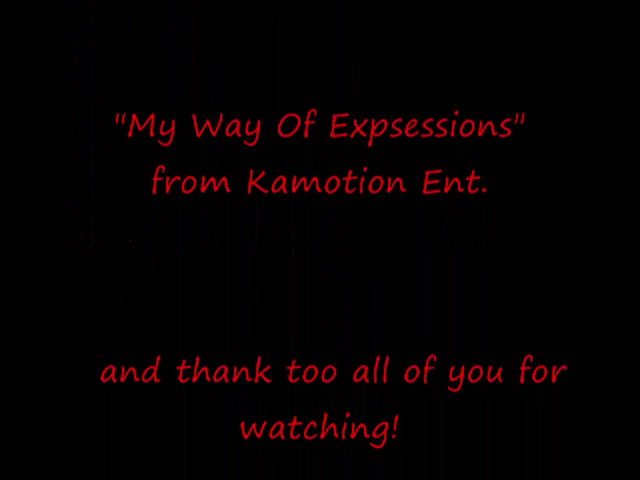 "My Way Of Expsessions"
from Kamotion Ent.
and thank too all of you for
watching!